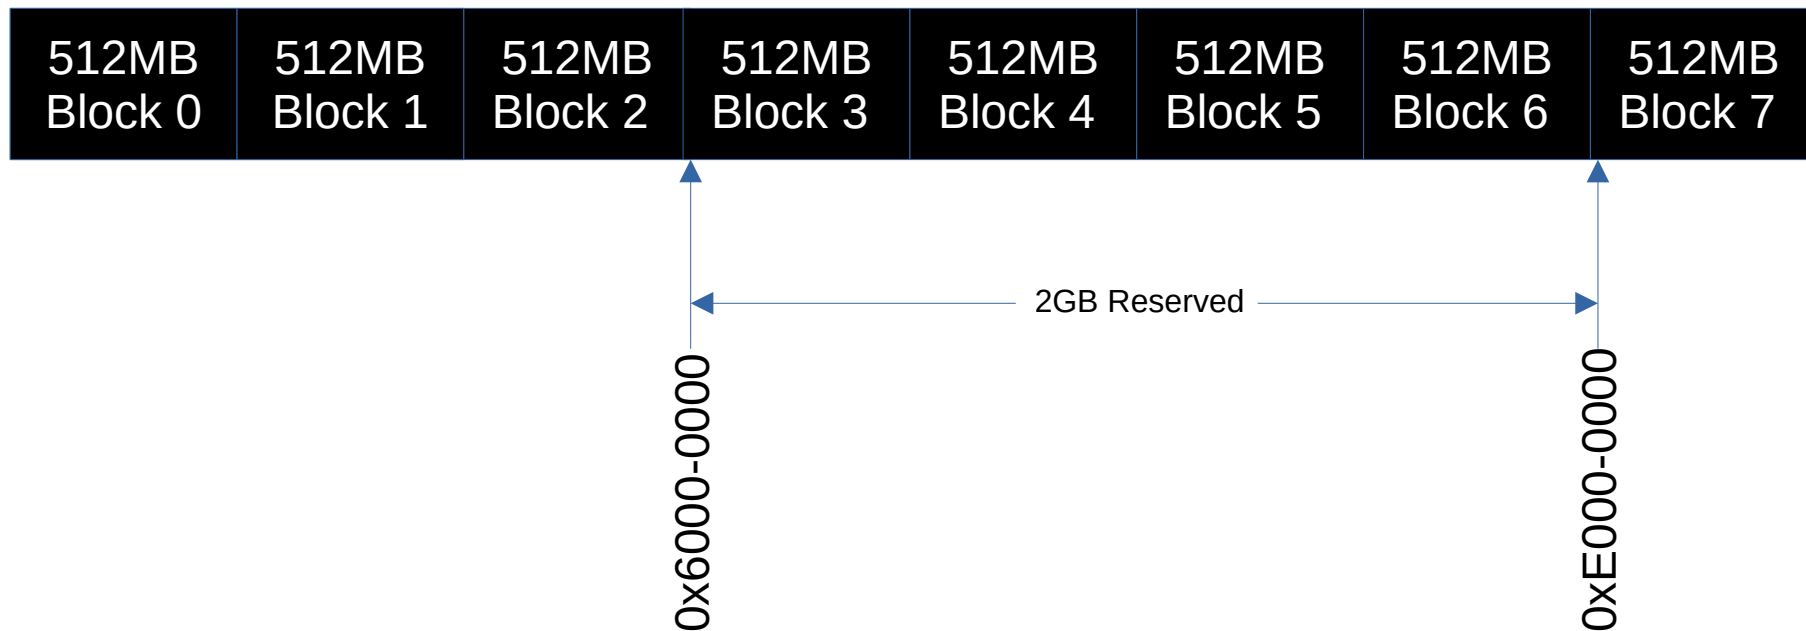 512MB
Block 0
512MB
Block 1
512MB
Block 2
512MB
Block 3
512MB
Block 4
512MB
Block 5
512MB
Block 6
512MB
Block 7
2GB Reserved
0x6000-0000
0xE000-0000